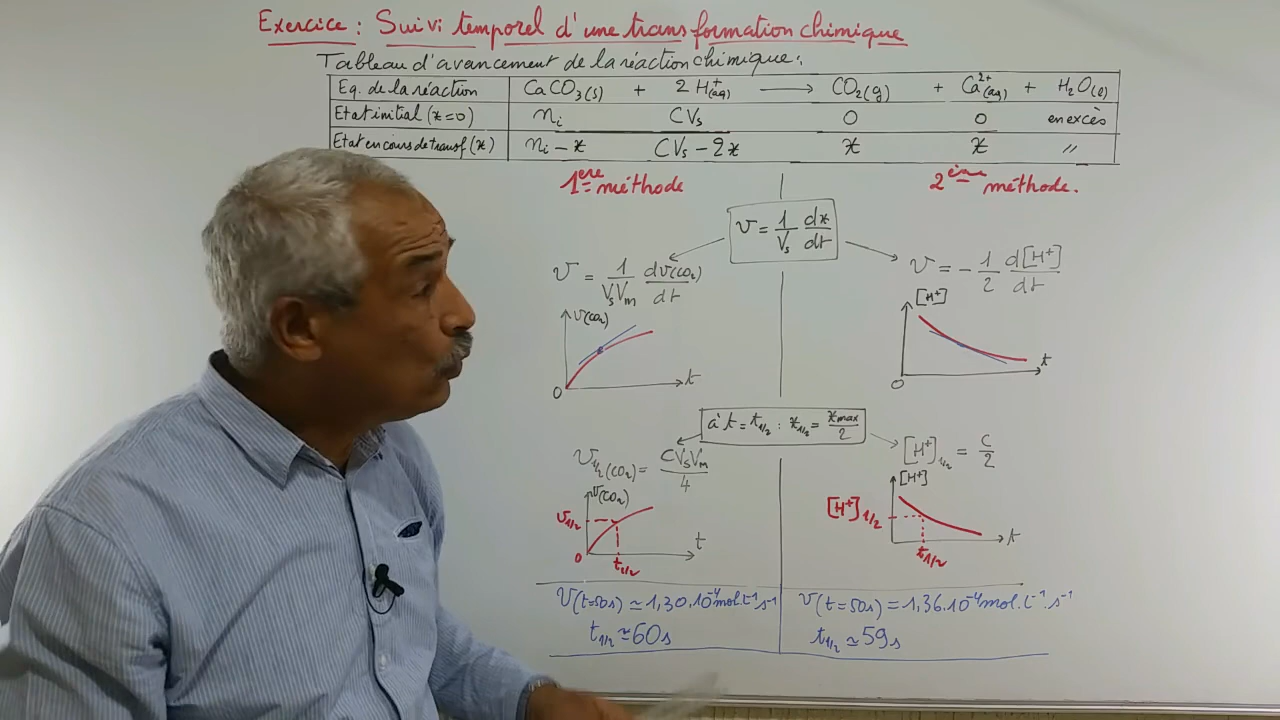 Exercice : Suivi temporel d'une transformation chimique
Tableau d'avancement de la réaction chimique :
Eq. de la réaction CaCO₃(s) + 2 H⁺(aq) ⟶ CO₂(g) + Ca²⁺(aq) + H₂O(l)
Etat initial (x=0) nᵢ CVs 0 0 en excès
Etat en cours de transf (x) nᵢ - x CVs - 2x x x //
1ère méthode
2ème méthode.
v = 1/Vs dx/dt
v = 1/VsVm dv(CO₂)/dt
v = - 1/2 d[H⁺]/dt
v(CO₂)
t
0
[H⁺]
t
0
à t = t1/2 : x1/2 = xmax/2
v1/2(CO₂) = CVsVm/4
[H⁺]1/2 = C/2
v(CO₂)
v1/2
t
0
t1/2
[H⁺]
[H⁺]1/2
t
t1/2
V(t=50s) ≃ 1,30.10⁻⁴ mol.L⁻¹.s⁻¹
t1/2 ≃ 60s
V(t=50s) = 1,36.10⁻⁴ mol.L⁻¹.s⁻¹
t1/2 ≃ 59s